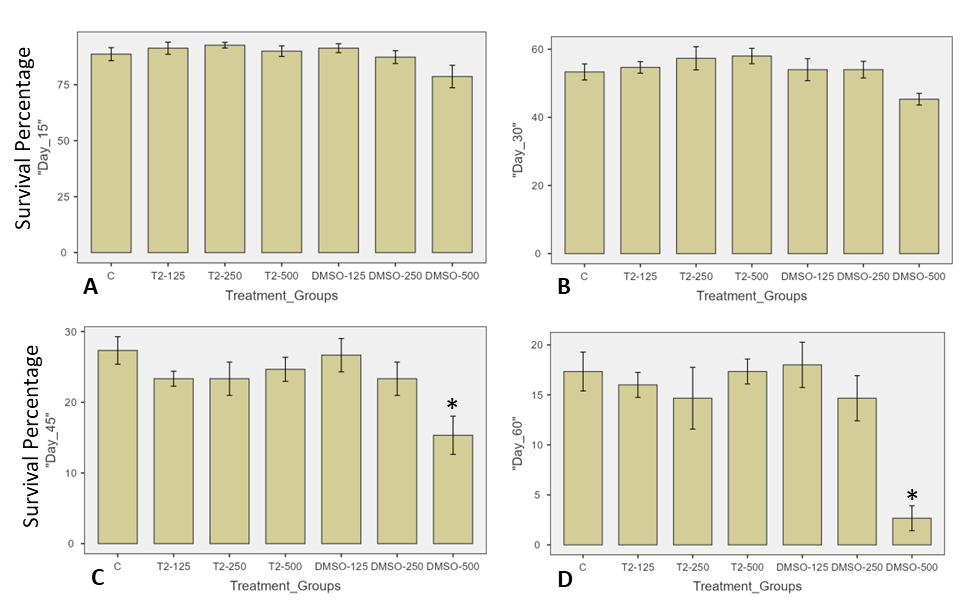 Survival Percentage
"Day_15"
75
50
25
0
C T2-125 T2-250 T2-500 DMSO-125 DMSO-250 DMSO-500
A
Treatment_Groups
"Day_30"
60
40
20
0
C T2-125 T2-250 T2-500 DMSO-125 DMSO-250 DMSO-500
B
Treatment_Groups
Survival Percentage
"Day_45"
30
20
10
0
*
C T2-125 T2-250 T2-500 DMSO-125 DMSO-250 DMSO-500
C
Treatment_Groups
"Day_60"
20
15
10
5
0
*
C T2-125 T2-250 T2-500 DMSO-125 DMSO-250 DMSO-500
D
Treatment_Groups